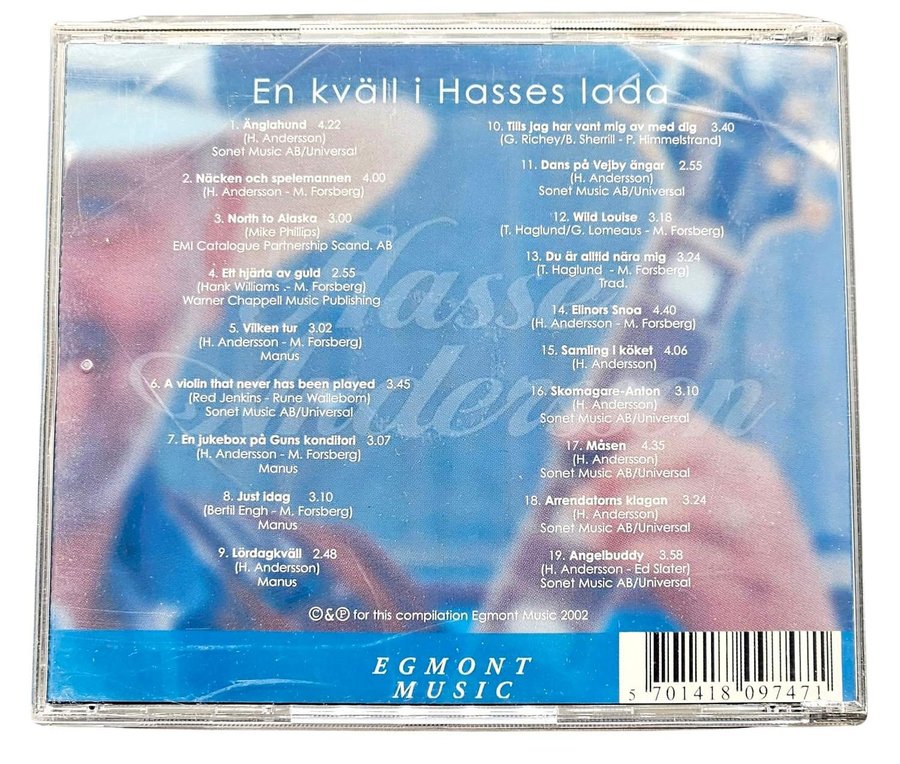 En kväll i Hasses lada
1. Änglahund 4.22
(H. Andersson)
Sonet Music AB/Universal
2. Näcken och spelemannen 4.00
(H. Andersson - M. Forsberg)
3. North to Alaska 3.00
(Mike Phillips)
EMI Catalogue Partnership Scand. AB
4. Ett hjärta av guld 2.55
(Hank Williams .- M. Forsberg)
Warner Chappell Music Publishing
5. Vilken tur 3.02
(H. Andersson - M. Forsberg)
Manus
6. A violin that never has been played 3.45
(Red Jenkins - Rune Wallebom)
Sonet Music AB/Universal
7. En jukebox på Guns konditori 3.07
(H. Andersson - M. Forsberg)
Manus
8. Just idag 3.10
(Bertil Engh - M. Forsberg)
Manus
9. Lördagkväll 2.48
(H. Andersson)
Manus
10. Tills jag har vant mig av med dig 3.40
(G. Richey/B. Sherrill - P. Himmelstrand)
11. Dans på Vejby ängar 2.55
(H. Andersson)
Sonet Music AB/Universal
12. Wild Louise 3.18
(T. Haglund/G. Lomeaus - M. Forsberg)
13. Du är alltid nära mig 3.24
(T. Haglund - M. Forsberg)
Trad.
14. Elinors Snoa 4.40
(H. Andersson - M. Forsberg)
15. Samling i köket 4.06
(H. Andersson)
16. Skomagare-Anton 3.10
(H. Andersson)
Sonet Music AB/Universal
17. Måsen 4.35
(H. Andersson)
Sonet Music AB/Universal
18. Arrendatorns klagan 3.24
(H. Andersson)
Sonet Music AB/Universal
19. Angelbuddy 3.58
(H. Andersson - Ed Slater)
Sonet Music AB/Universal
Hasse
Andersson
©&℗ for this compilation Egmont Music 2002
EGMONT
MUSIC
5 701418 097471